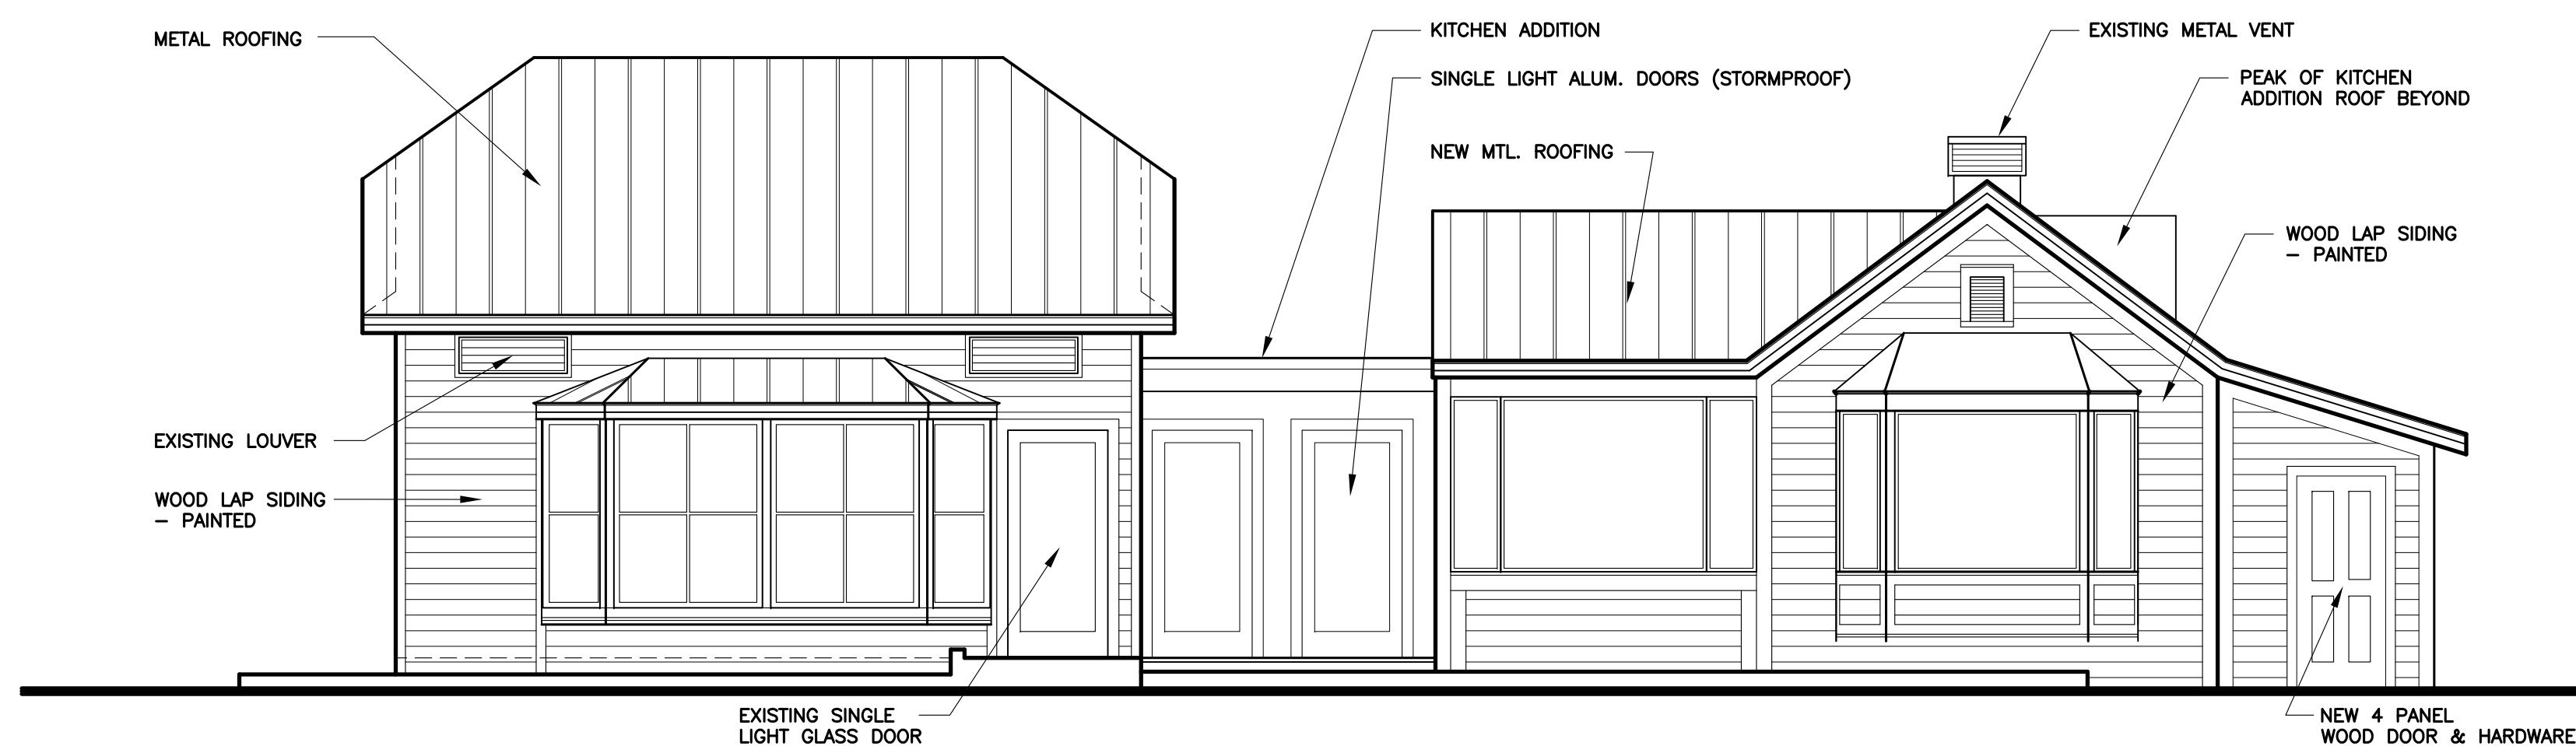 METAL ROOFING
KITCHEN ADDITION
EXISTING METAL VENT
SINGLE LIGHT ALUM. DOORS (STORMPROOF)
PEAK OF KITCHEN
ADDITION ROOF BEYOND
NEW MTL. ROOFING
WOOD LAP SIDING
- PAINTED
EXISTING LOUVER
WOOD LAP SIDING
- PAINTED
EXISTING SINGLE
LIGHT GLASS DOOR
NEW 4 PANEL
WOOD DOOR & HARDWARE